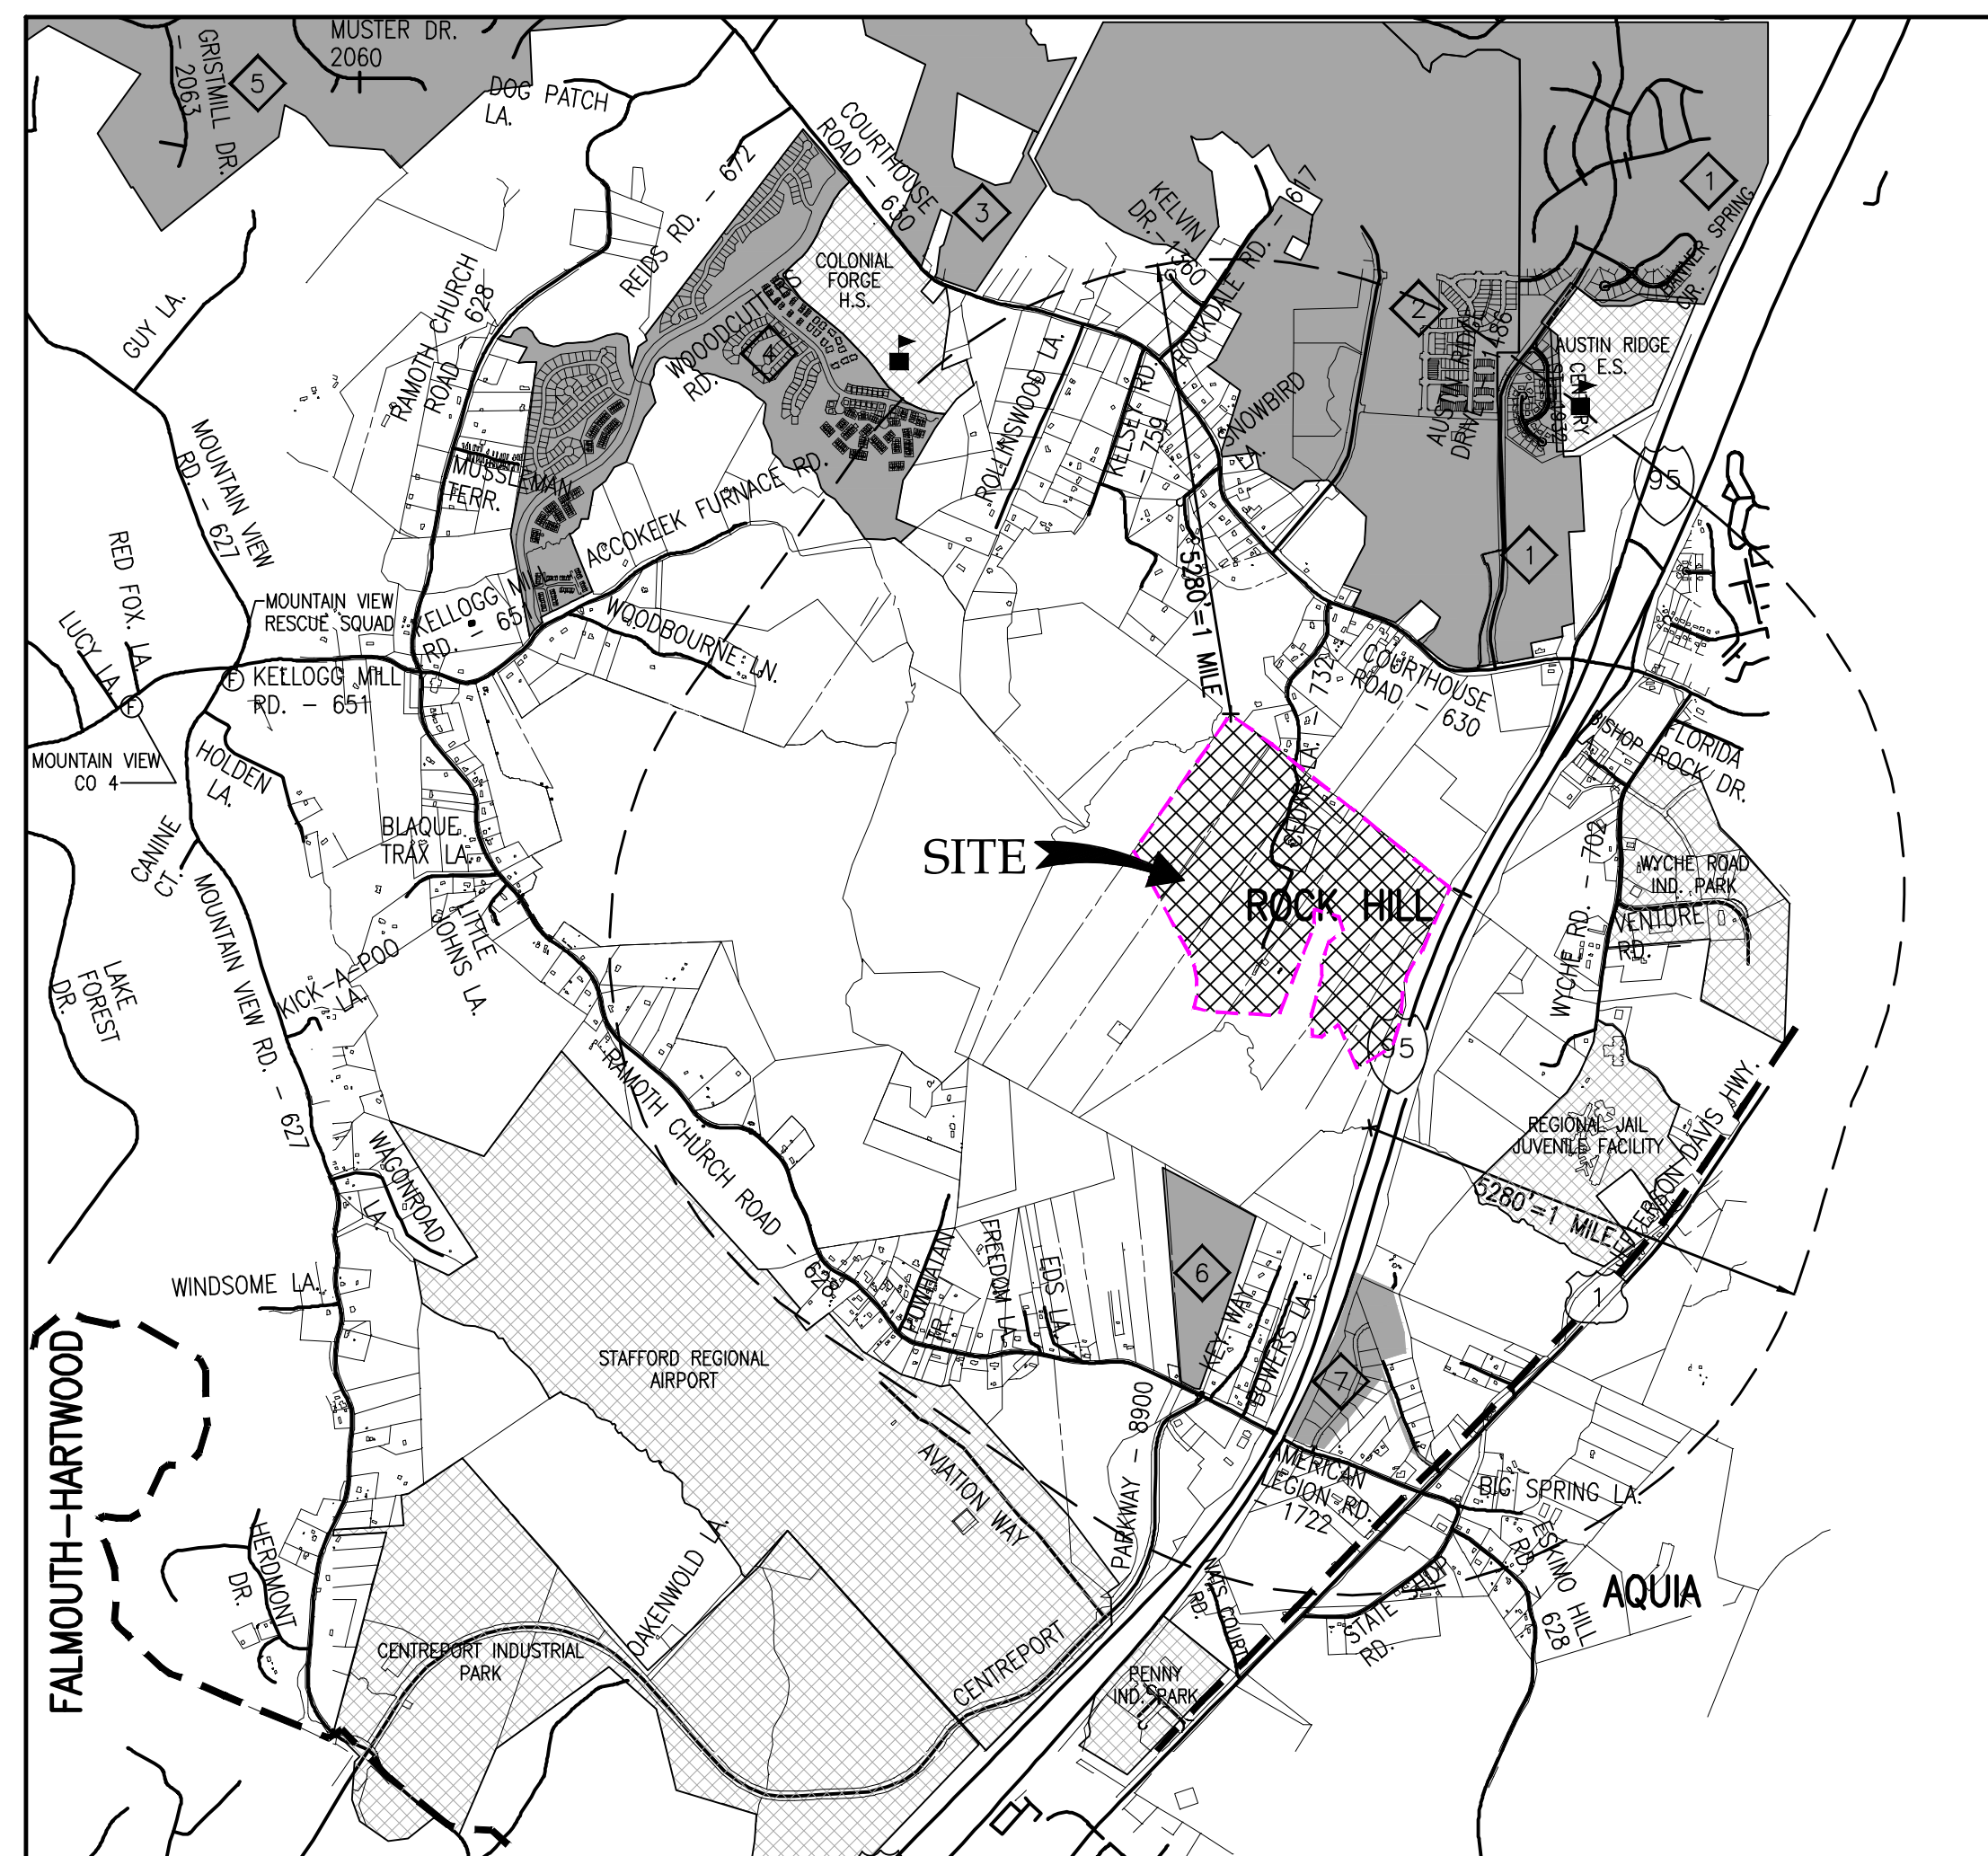 MUSTER DR.
2060
GRISTMILL DR.
- 2063
5
DOG PATCH
LA.
COURTHOUSE
ROAD - 630
3
KELVIN
DR.-1360
ROCKDALE RD. - 617
1
BANNER SPRING
CIR. -
REIDS RD. - 672
COLONIAL
FORGE
H.S.
2
AUSTIN RIDGE
DRIVE - 1486
AUSTIN RIDGE
E.S.
GUY LA.
RAMOTH CHURCH
ROAD - 628
WOODCUTTERS
RD.
4
ROLLINSWOOD LA.
KELSEY RD.
- 759
SNOWBIRD
LA.
95
MOUNTAIN VIEW
RD. - 627
MUSSLEMAN
TERR.
ACCOKEEK FURNACE RD.
1
5280'=1 MILE
RED FOX. LA.
LUCY LA.
MOUNTAIN VIEW
RESCUE SQUAD
KELLOGG MILL
RD. - 651
WOODBOURNE LN.
F
KELLOGG MILL
RD. - 651
F
MOUNTAIN VIEW
CO 4
HOLDEN
LA.
- 732
COURTHOUSE
ROAD - 630
BISHOP
LA.
FLORIDA
ROCK DR.
CANINE
CT.
BLAQUE
TRAX LA.
SITE
ROCK HILL
WYCHE RD. - 702
WYCHE ROAD
IND. PARK
VENTURE
RD. -
LITTLE
JOHNS LA.
MOUNTAIN VIEW RD. - 627
KICK-A-POO
LA.
LAKE
FOREST
DR.
95
RAMOTH CHURCH ROAD - 628
REGIONAL JAIL
JUVENILE FACILITY
JEFFERSON DAVIS HWY.
WAGONROAD
LA.
5280'=1 MILE
WINDSOME LA.
POWHATAN
TR.
FREEDOM LA.
EDS LA.
6
KEY WAY
BOWERS LA.
1
STAFFORD REGIONAL
AIRPORT
7
FALMOUTH-HARTWOOD
AVIATION WAY
PARKWAY - 8900
AMERICAN
LEGION RD.
- 1722
BIG SPRING LA.
ESKIMO HILL
RD. - 628
AQUIA
HERDMONT
DR.
OAKENWOLD LA.
NATS COURT
RD.
STATE SHOP
RD.
CENTREPORT INDUSTRIAL
PARK
CENTREPORT
PENNY
IND. PARK